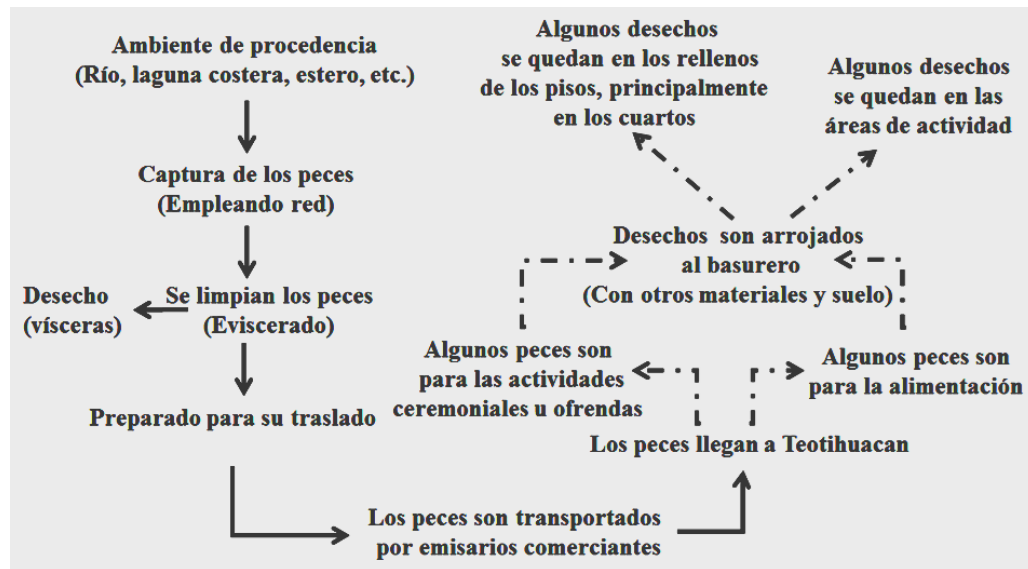 Ambiente de procedencia
(Río, laguna costera, estero, etc.)
Captura de los peces
(Empleando red)
Desecho
(vísceras)
Se limpian los peces
(Eviscerado)
Preparado para su traslado
Los peces son transportados
por emisarios comerciantes
Los peces llegan a Teotihuacan
Algunos peces son
para las actividades
ceremoniales u ofrendas
Algunos peces son
para la alimentación
Desechos son arrojados
al basurero
(Con otros materiales y suelo)
Algunos desechos
se quedan en los rellenos
de los pisos, principalmente
en los cuartos
Algunos desechos
se quedan en las
áreas de actividad